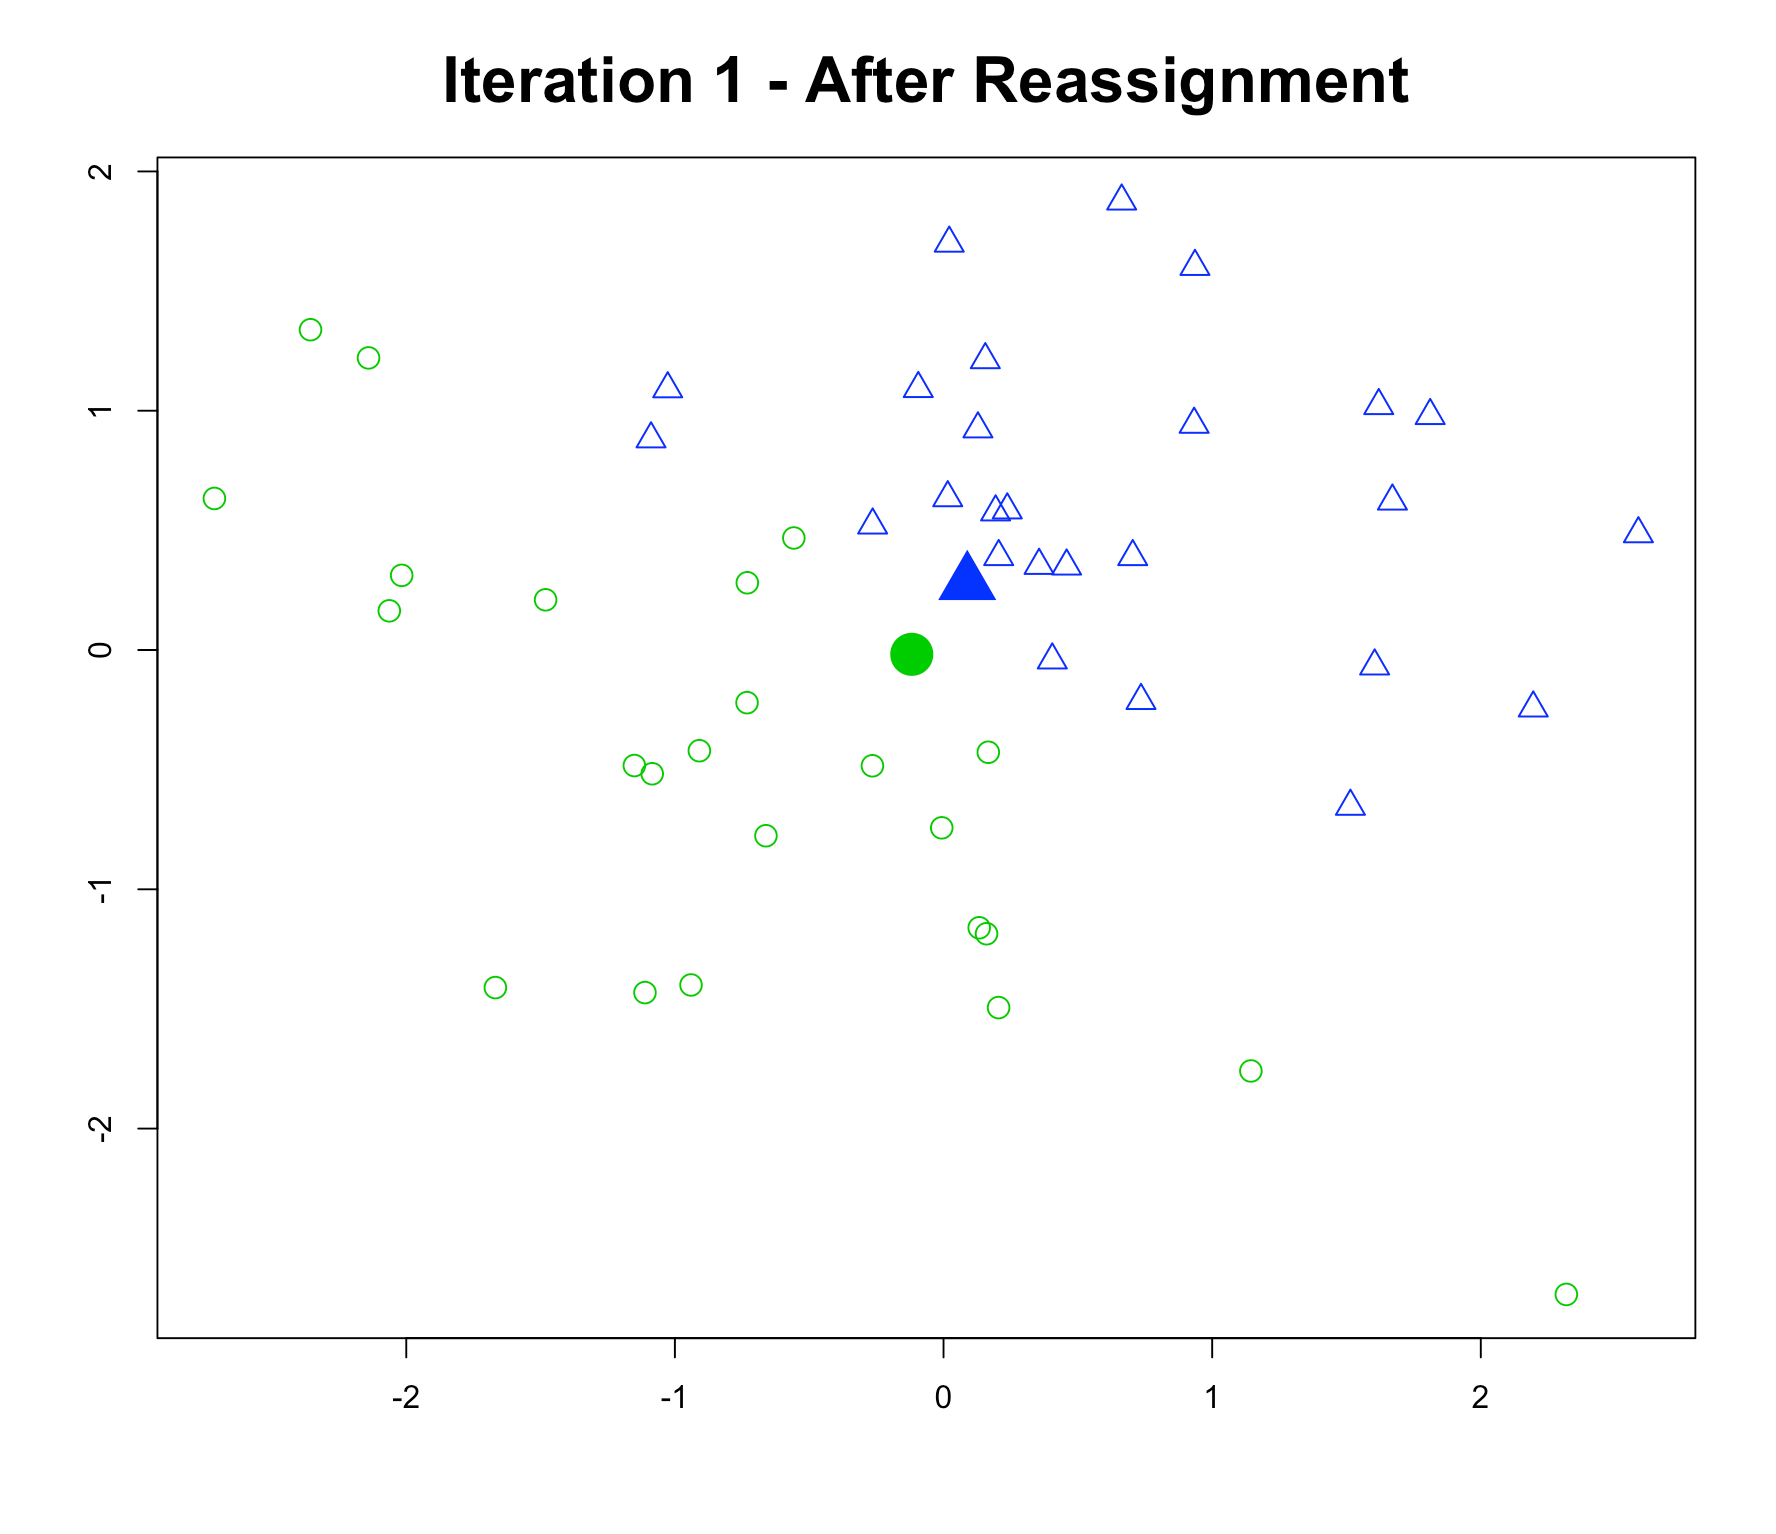 Iteration 1 - After Reassignment
2
1
0
-1
-2
-2 -1 0 1 2